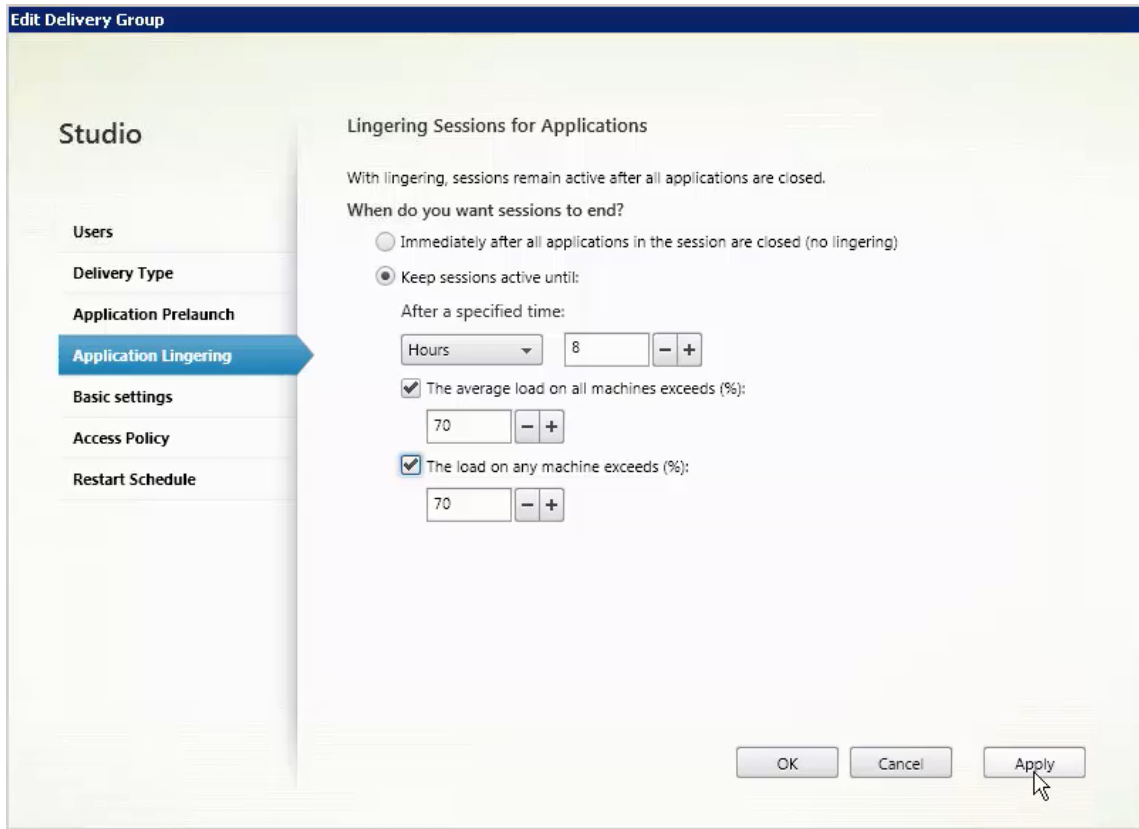 Edit Delivery Group
Studio
Users
Delivery Type
Application Prelaunch
Application Lingering
Basic settings
Access Policy
Restart Schedule
Lingering Sessions for Applications
With lingering, sessions remain active after all applications are closed.
When do you want sessions to end?
Immediately after all applications in the session are closed (no lingering)
Keep sessions active until:
After a specified time:
Hours 8 − +
The average load on all machines exceeds (%):
70 − +
The load on any machine exceeds (%):
70 − +
OK Cancel Apply